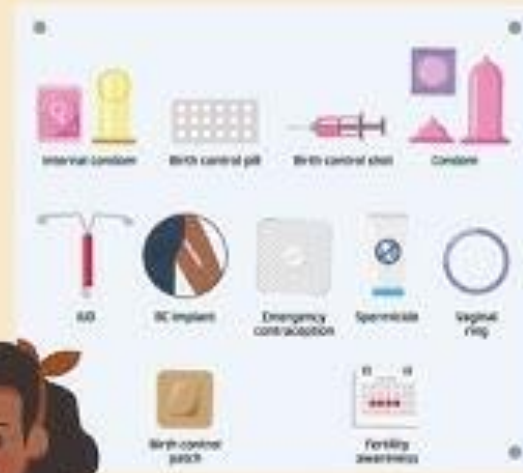 Internal condom
Birth control pill
Birth control shot
Condom
IUD
BC implant
Emergency
contraception
Spermicide
Vaginal
ring
Birth control
patch
Fertility
awareness